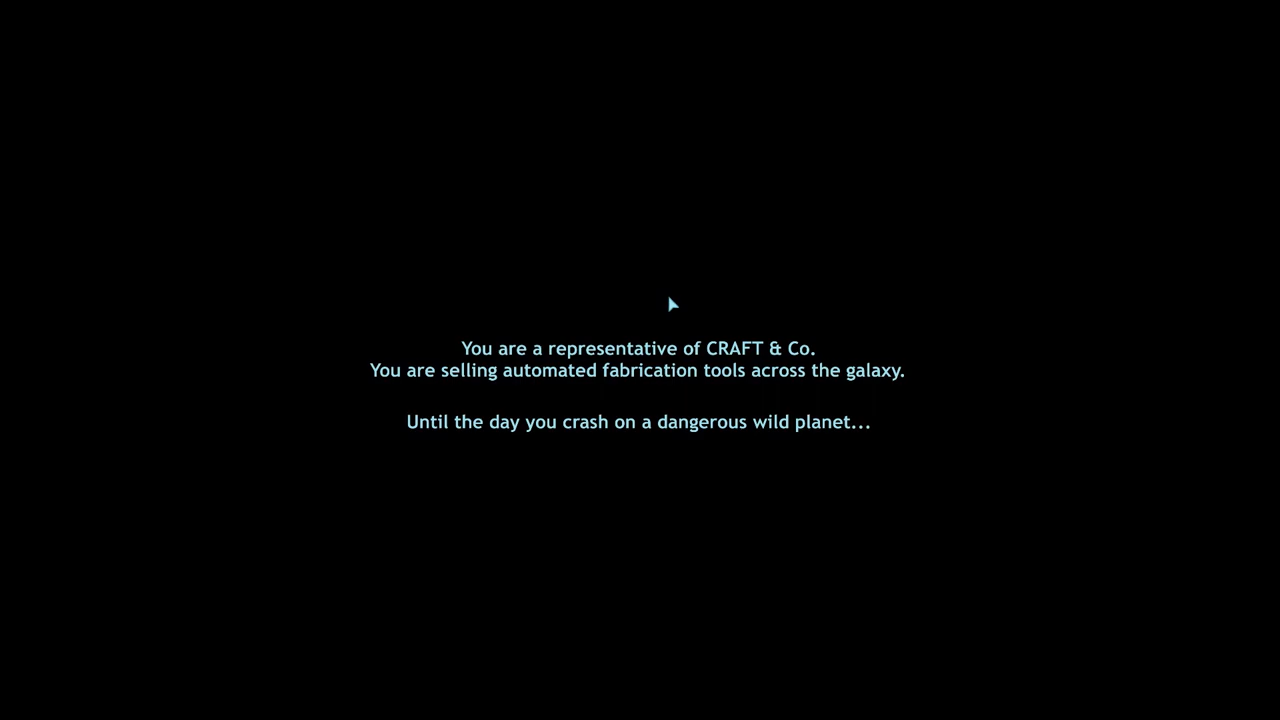 You are a representative of CRAFT & Co.
You are selling automated fabrication tools across the galaxy.
Until the day you crash on a dangerous wild planet...